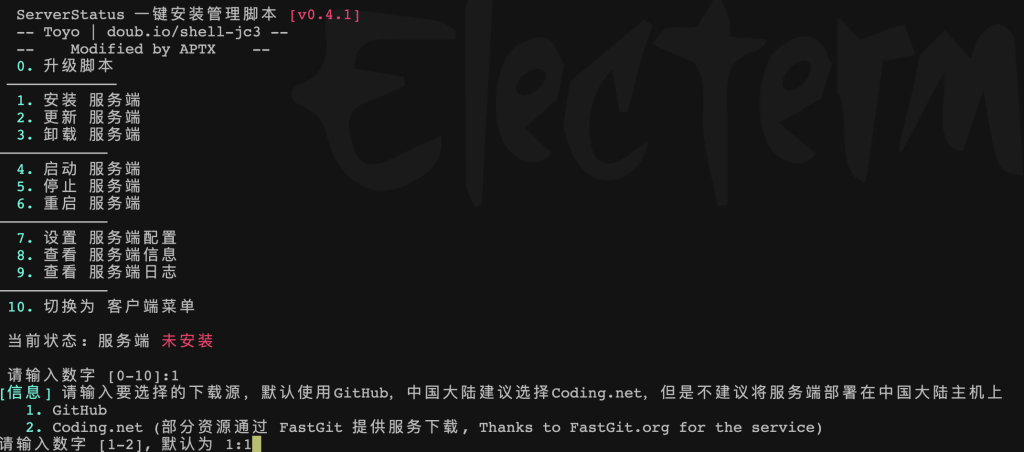 ServerStatus 一键安装管理脚本 [v0.4.1]
-- Toyo | doub.io/shell-jc3 --
--    Modified by APTX    --
0. 升级脚本
————————————
1. 安装 服务端
2. 更新 服务端
3. 卸载 服务端
————————————
4. 启动 服务端
5. 停止 服务端
6. 重启 服务端
————————————
7. 设置 服务端配置
8. 查看 服务端信息
9. 查看 服务端日志
————————————
10. 切换为 客户端菜单
当前状态: 服务端 未安装
请输入数字 [0-10]:1
[信息] 请输入要选择的下载源，默认使用GitHub，中国大陆建议选择Coding.net，但是不建议将服务端部署在中国大陆主机上
1. GitHub
2. Coding.net (部分资源通过 FastGit 提供服务下载, Thanks to FastGit.org for the service)
请输入数字 [1-2], 默认为 1:1
Electerm